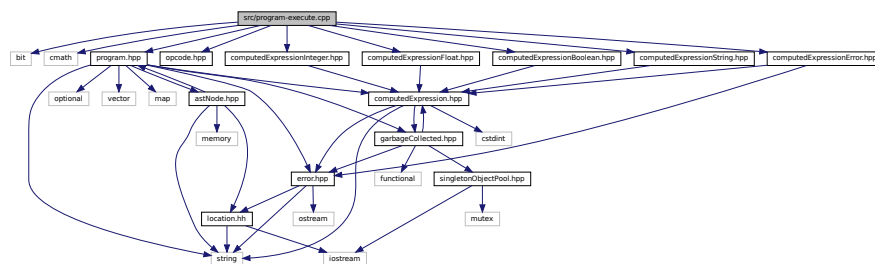 src/program-execute.cpp
bit
cmath
program.hpp
opcode.hpp
computedExpressionInteger.hpp
computedExpressionFloat.hpp
computedExpressionBoolean.hpp
computedExpressionString.hpp
computedExpressionError.hpp
optional
vector
map
astNode.hpp
computedExpression.hpp
memory
garbageCollected.hpp
cstdint
error.hpp
functional
singletonObjectPool.hpp
location.hh
ostream
mutex
string
iostream